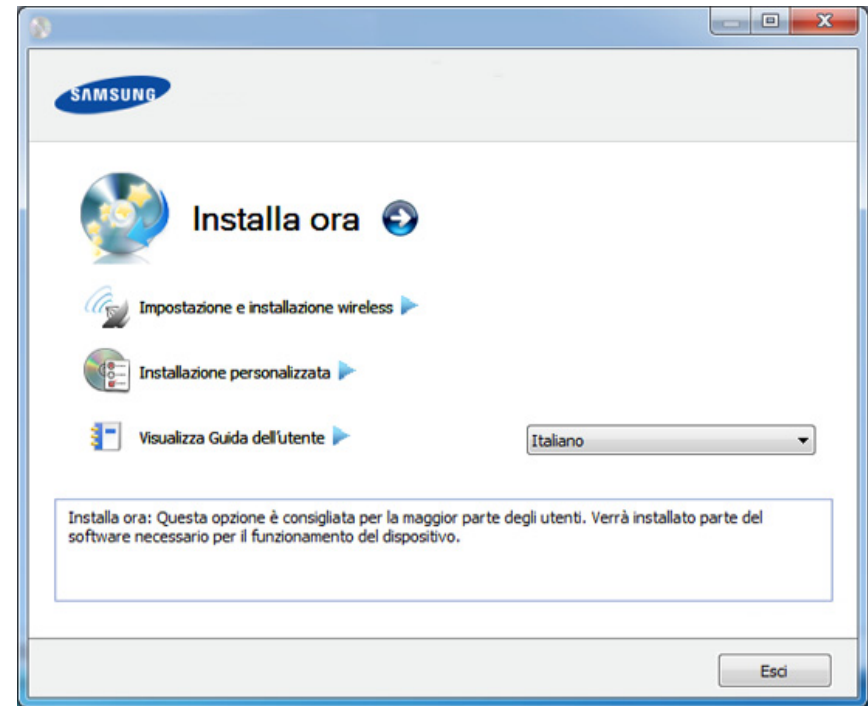 SAMSUNG
Installa ora
Impostazione e installazione wireless
Installazione personalizzata
Visualizza Guida dell'utente
Italiano
Installa ora: Questa opzione è consigliata per la maggior parte degli utenti. Verrà installato parte del
software necessario per il funzionamento del dispositivo.
Esci